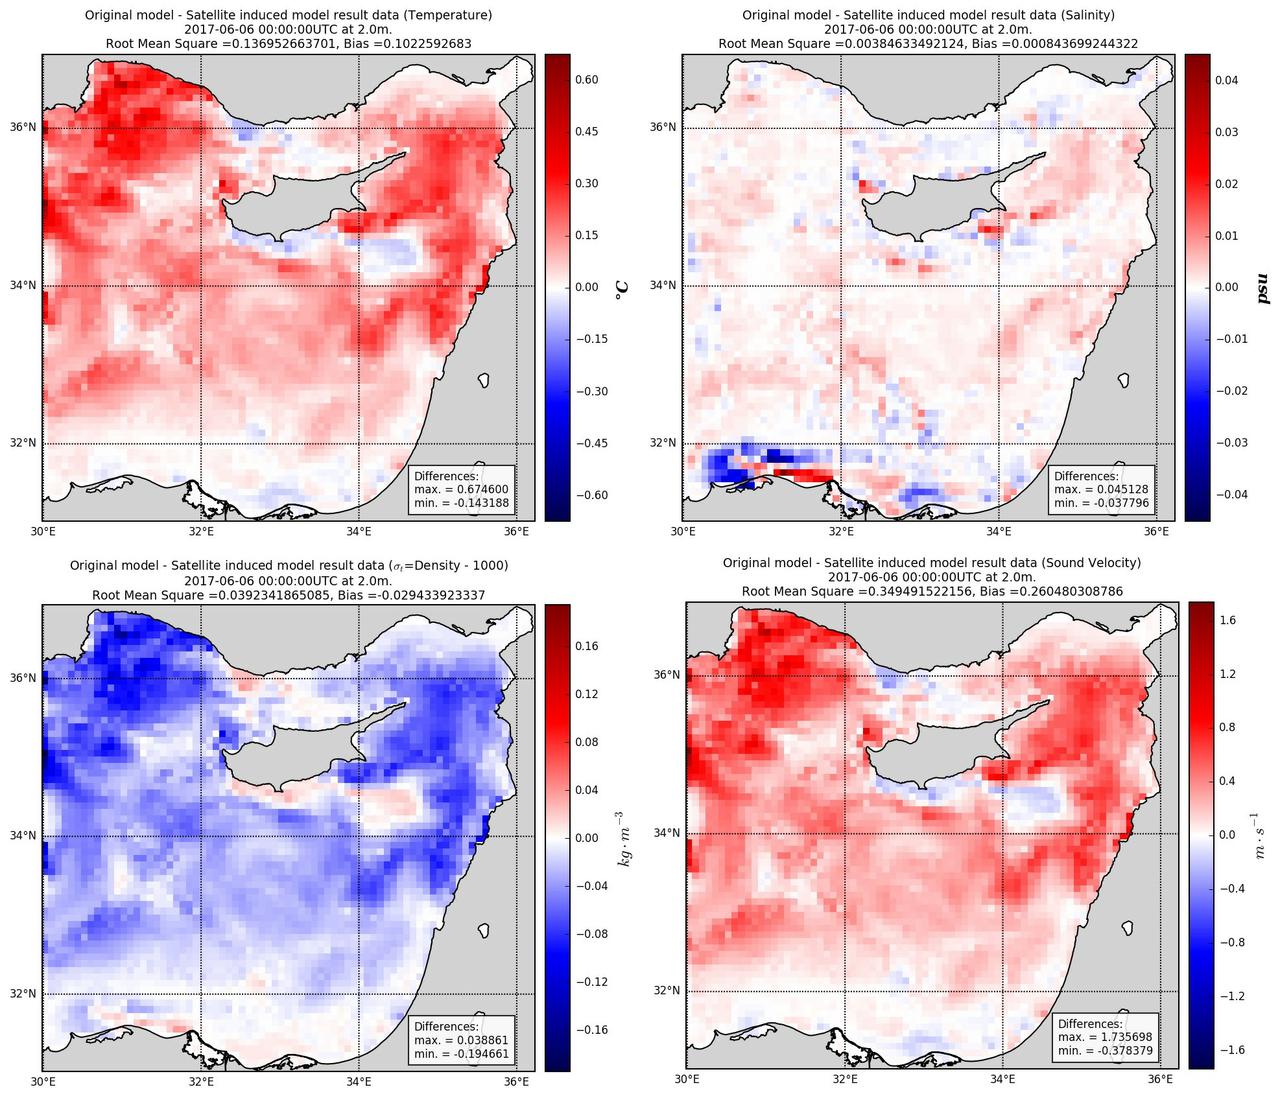 Original model - Satellite induced model result data (Temperature)
2017-06-06 00:00:00UTC at 2.0m.
Root Mean Square =0.136952663701, Bias =0.1022592683
36°N
34°N
32°N
30°E
32°E
34°E
36°E
Differences:
max. = 0.674600
min. = -0.143188
0.60
0.45
0.30
0.15
0.00
−0.15
−0.30
−0.45
−0.60
°C
Original model - Satellite induced model result data (Salinity)
2017-06-06 00:00:00UTC at 2.0m.
Root Mean Square =0.00384633492124, Bias =0.000843699244322
36°N
34°N
32°N
30°E
32°E
34°E
36°E
Differences:
max. = 0.045128
min. = -0.037796
0.04
0.03
0.02
0.01
0.00
−0.01
−0.02
−0.03
−0.04
psu
Original model - Satellite induced model result data (σt=Density - 1000)
2017-06-06 00:00:00UTC at 2.0m.
Root Mean Square =0.0392341865085, Bias =-0.029433923337
36°N
34°N
32°N
30°E
32°E
34°E
36°E
Differences:
max. = 0.038861
min. = -0.194661
0.16
0.12
0.08
0.04
0.00
−0.04
−0.08
−0.12
−0.16
kg · m⁻³
Original model - Satellite induced model result data (Sound Velocity)
2017-06-06 00:00:00UTC at 2.0m.
Root Mean Square =0.349491522156, Bias =0.260480308786
36°N
34°N
32°N
30°E
32°E
34°E
36°E
Differences:
max. = 1.735698
min. = -0.378379
1.6
1.2
0.8
0.4
0.0
−0.4
−0.8
−1.2
−1.6
m · s⁻¹